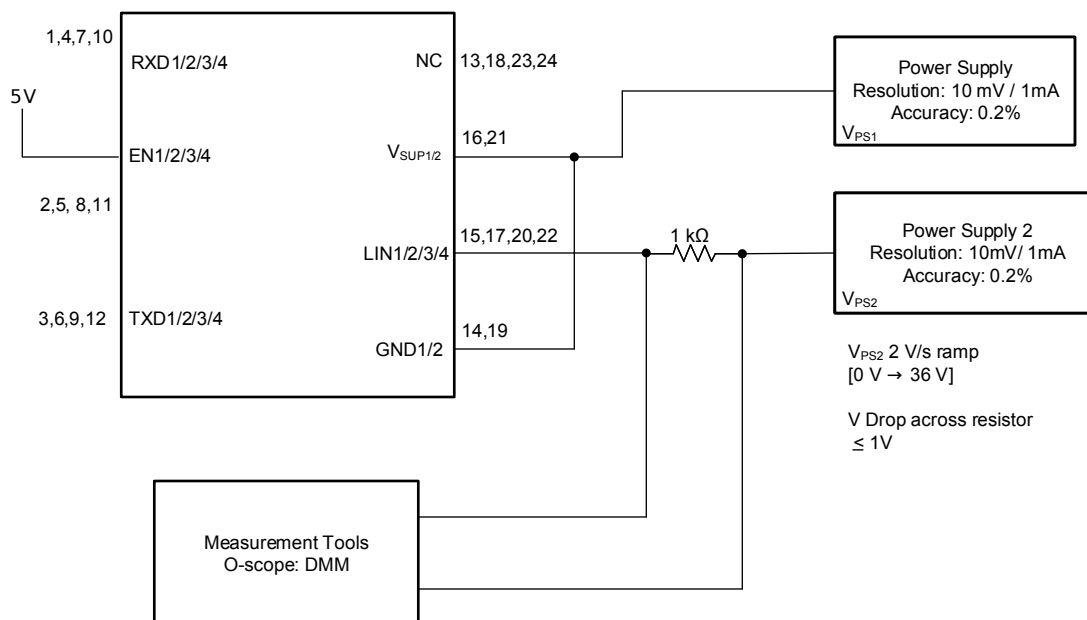 1,4,7,10
RXD1/2/3/4
5V
EN1/2/3/4
2,5, 8,11
3,6,9,12
TXD1/2/3/4
NC
13,18,23,24
16,21
VSUP1/2
15,17,20,22
LIN1/2/3/4
14,19
GND1/2
1 kΩ
Power Supply
Resolution: 10 mV / 1mA
Accuracy: 0.2%
VPS1
Power Supply 2
Resolution: 10mV/ 1mA
Accuracy: 0.2%
VPS2
VPS2 2 V/s ramp
[0 V → 36 V]
V Drop across resistor
≤ 1V
Measurement Tools
O-scope: DMM